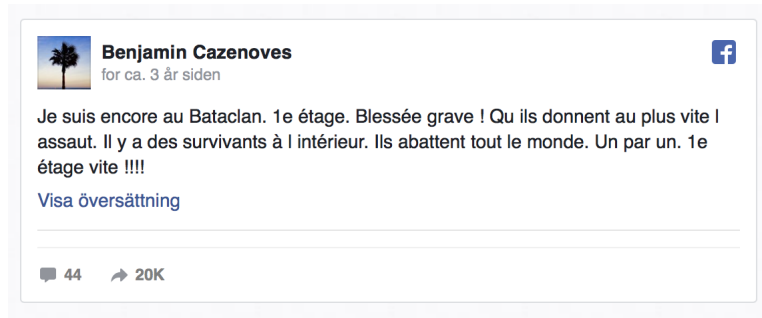 Benjamin Cazenoves
for ca. 3 år siden
Je suis encore au Bataclan. 1e étage. Blessée grave ! Qu ils donnent au plus vite l
assaut. Il y a des survivants à l intérieur. Ils abattent tout le monde. Un par un. 1e
étage vite !!!!
Visa översättning
44 20K